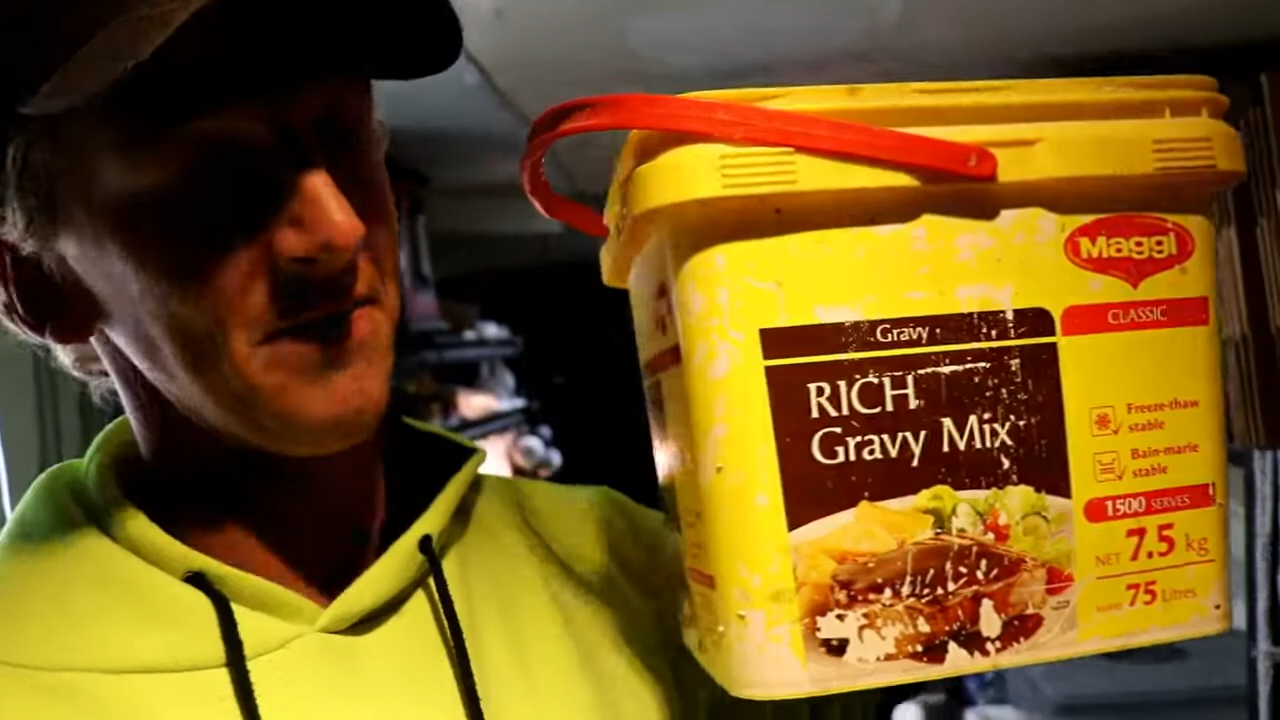 Maggi
CLASSIC
Gravy
RICH
Gravy Mix
Freeze-thaw
stable
Bain-marie
stable
1500 SERVES
NET 7.5 kg
75 Litres